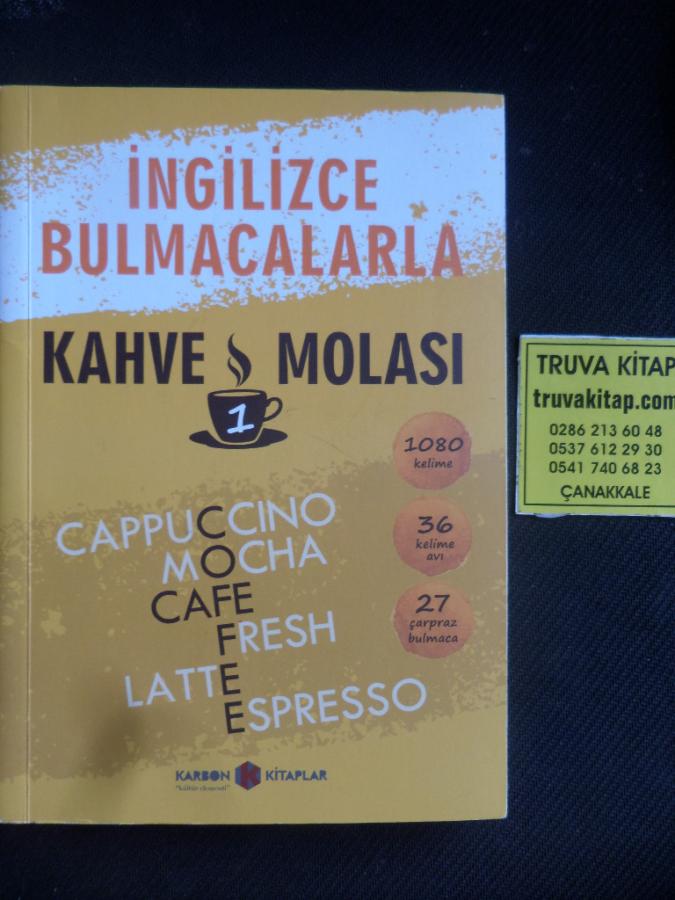 İNGİLİZCE
BULMACALARLA
KAHVE MOLASI
1
1080
kelime
36
kelime
avı
27
çarpraz
bulmaca
CAPPUCCINO
MOCHA
CAFE
FRESH
LATTE
ESPRESSO
KARBON K KİTAPLAR
"kültür elementi"
TRUVA KİTAP
truvakitap.com
0286 213 60 48
0537 612 29 30
0541 740 68 23
ÇANAKKALE